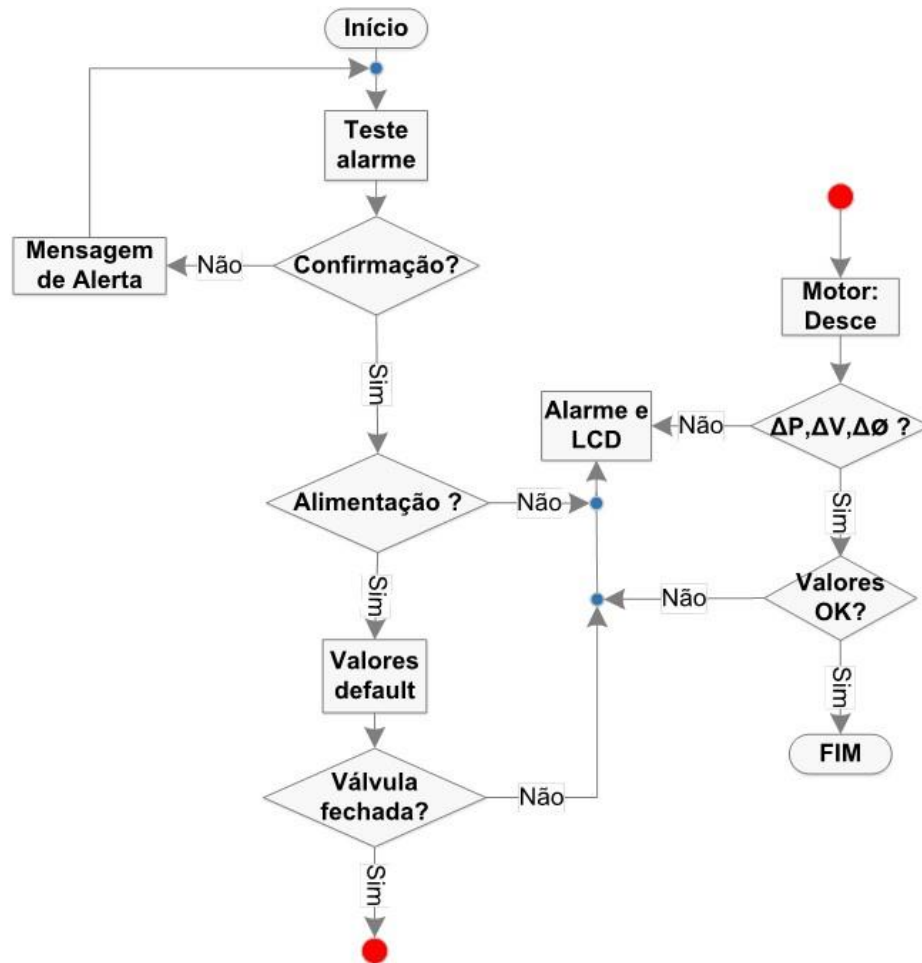 Início
Teste
alarme
Confirmação?
Não
Mensagem
de Alerta
Sim
Alimentação ?
Não
Sim
Valores
default
Válvula
fechada?
Não
Sim
Motor:
Desce
ΔP,ΔV,ΔØ ?
Não
Alarme e
LCD
Sim
Valores
OK?
Não
Sim
FIM